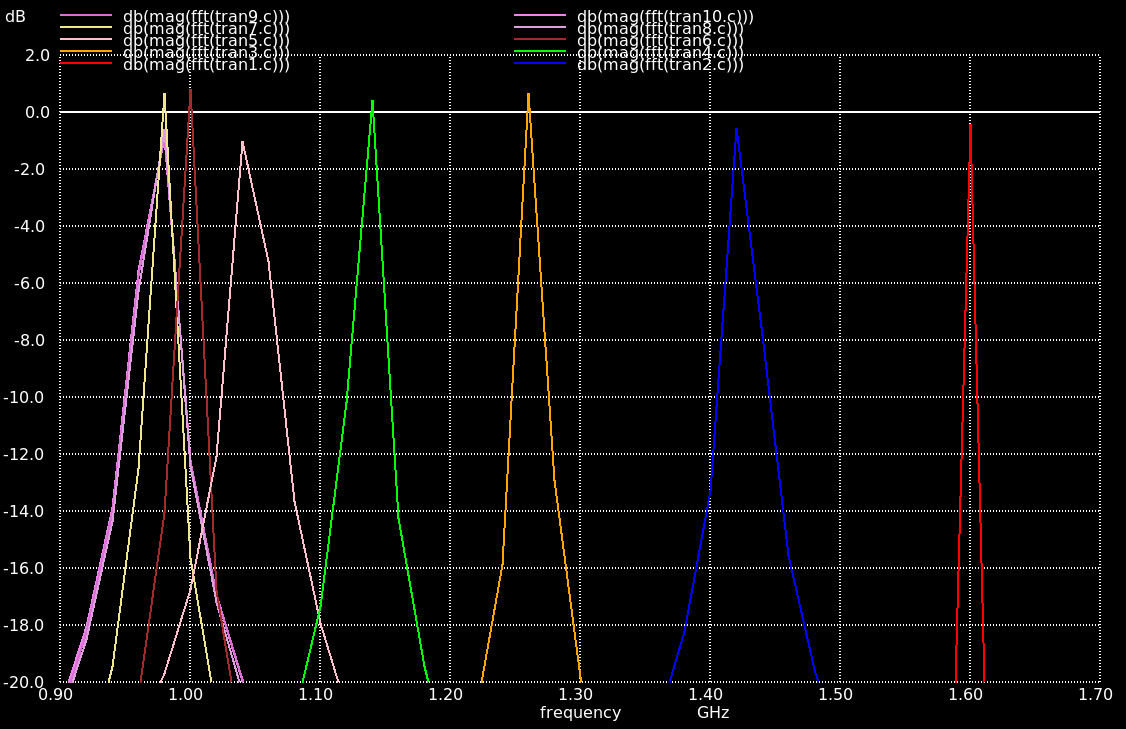 dB
db(mag(fft(tran9.c))) db(mag(fft(tran10.c)))
db(mag(fft(tran7.c))) db(mag(fft(tran8.c)))
db(mag(fft(tran5.c))) db(mag(fft(tran6.c)))
db(mag(fft(tran3.c))) db(mag(fft(tran4.c)))
db(mag(fft(tran1.c))) db(mag(fft(tran2.c)))
2.0
0.0
-2.0
-4.0
-6.0
-8.0
-10.0
-12.0
-14.0
-16.0
-18.0
-20.0
0.90 1.00 1.10 1.20 1.30 1.40 1.50 1.60 1.70
frequency GHz